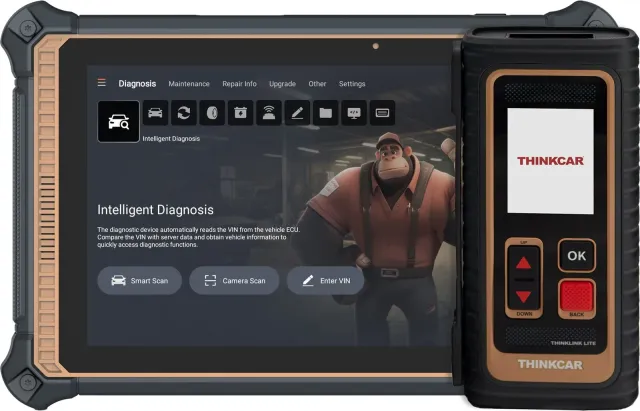 Diagnosis Maintenance Repair Info Upgrade Other Settings
Intelligent Diagnosis
Intelligent Diagnosis
The diagnostic device automatically reads the VIN from the vehicle ECU.
Compare the VIN with server data and obtain vehicle information to
quickly access diagnostic functions.
Smart Scan Camera Scan Enter VIN
THINKCAR
UP
OK
DOWN
BACK
THINKLINK LITE
THINKCAR